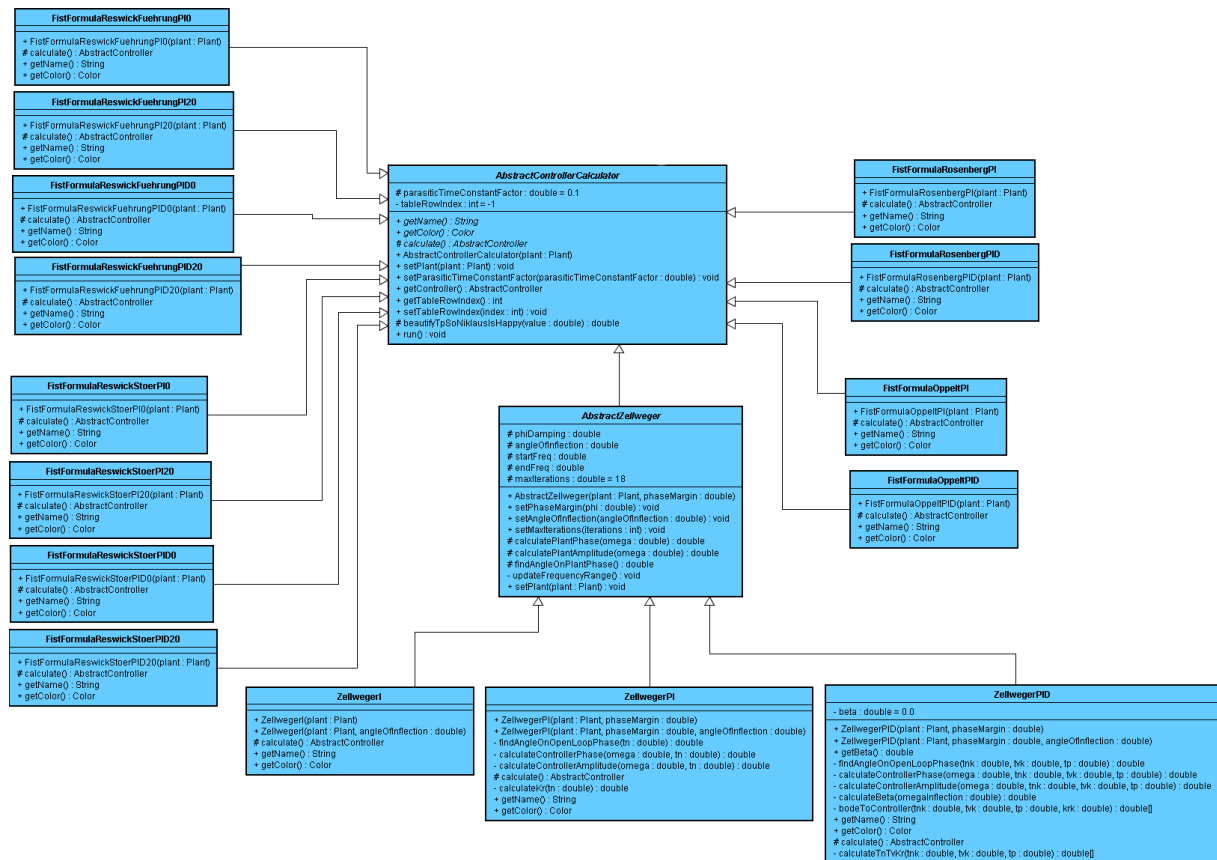 FistFormulaReswickFuehrungPI0
+ FistFormulaReswickFuehrungPI0(plant : Plant)
# calculate() : AbstractController
+ getName() : String
+ getColor() : Color
FistFormulaReswickFuehrungPI20
+ FistFormulaReswickFuehrungPI20(plant : Plant)
# calculate() : AbstractController
+ getName() : String
+ getColor() : Color
FistFormulaReswickFuehrungPID0
+ FistFormulaReswickFuehrungPID0(plant : Plant)
# calculate() : AbstractController
+ getName() : String
+ getColor() : Color
FistFormulaReswickFuehrungPID20
+ FistFormulaReswickFuehrungPID20(plant : Plant)
# calculate() : AbstractController
+ getName() : String
+ getColor() : Color
FistFormulaReswickStoerPI0
+ FistFormulaReswickStoerPI0(plant : Plant)
# calculate() : AbstractController
+ getName() : String
+ getColor() : Color
FistFormulaReswickStoerPI20
+ FistFormulaReswickStoerPI20(plant : Plant)
# calculate() : AbstractController
+ getName() : String
+ getColor() : Color
FistFormulaReswickStoerPID0
+ FistFormulaReswickStoerPID0(plant : Plant)
# calculate() : AbstractController
+ getName() : String
+ getColor() : Color
FistFormulaReswickStoerPID20
+ FistFormulaReswickStoerPID20(plant : Plant)
# calculate() : AbstractController
+ getName() : String
+ getColor() : Color
AbstractControllerCalculator
# parasiticTimeConstantFactor : double = 0.1
- tableRowIndex : int = -1
+ getName() : String
+ getColor() : Color
# calculate() : AbstractController
+ AbstractControllerCalculator(plant : Plant)
+ setPlant(plant : Plant) : void
+ setParasiticTimeConstantFactor(parasiticTimeConstantFactor : double) : void
+ getController() : AbstractController
+ getTableRowIndex() : int
+ setTableRowIndex(index : int) : void
# beautifyTpSoNiklausIsHappy(value : double) : double
+ run() : void
FistFormulaRosenbergPI
+ FistFormulaRosenbergPI(plant : Plant)
# calculate() : AbstractController
+ getName() : String
+ getColor() : Color
FistFormulaRosenbergPID
+ FistFormulaRosenbergPID(plant : Plant)
# calculate() : AbstractController
+ getName() : String
+ getColor() : Color
FistFormulaOppeltPI
+ FistFormulaOppeltPI(plant : Plant)
# calculate() : AbstractController
+ getName() : String
+ getColor() : Color
FistFormulaOppeltPID
+ FistFormulaOppeltPID(plant : Plant)
# calculate() : AbstractController
+ getName() : String
+ getColor() : Color
AbstractZellweger
# phiDamping : double
# angleOfInflection : double
# startFreq : double
# endFreq : double
# maxIterations : double = 18
+ AbstractZellweger(plant : Plant, phaseMargin : double)
+ setPhaseMargin(phi : double) : void
+ setAngleOfInflection(angleOfInflection : double) : void
+ setMaxIterations(iterations : int) : void
# calculatePlantPhase(omega : double) : double
# calculatePlantAmplitude(omega : double) : double
# findAngleOnPlantPhase() : double
- updateFrequencyRange() : void
+ setPlant(plant : Plant) : void
ZellwegerI
+ ZellwegerI(plant : Plant)
+ ZellwegerI(plant : Plant, angleOfInflection : double)
# calculate() : AbstractController
+ getName() : String
+ getColor() : Color
ZellwegerPI
+ ZellwegerPI(plant : Plant, phaseMargin : double)
+ ZellwegerPI(plant : Plant, phaseMargin : double, angleOfInflection : double)
- findAngleOnOpenLoopPhase(tn : double) : double
- calculateControllerPhase(omega : double, tn : double) : double
- calculateControllerAmplitude(omega : double, tn : double) : double
# calculate() : AbstractController
- calculateKr(tn : double) : double
+ getName() : String
+ getColor() : Color
ZellwegerPID
- beta : double = 0.0
+ ZellwegerPID(plant : Plant, phaseMargin : double)
+ ZellwegerPID(plant : Plant, phaseMargin : double, angleOfInflection : double)
+ getBeta() : double
- findAngleOnOpenLoopPhase(tnk : double, tvk : double, tp : double) : double
- calculateControllerPhase(omega : double, tnk : double, tvk : double, tp : double) : double
- calculateControllerAmplitude(omega : double, tnk : double, tvk : double, tp : double) : double
- calculateBeta(omegaInflection : double) : double
- bodeToController(tnk : double, tvk : double, tp : double, krk : double) : double[]
+ getName() : String
+ getColor() : Color
# calculate() : AbstractController
- calculateTnTvKr(tnk : double, tvk : double, tp : double) : double[]